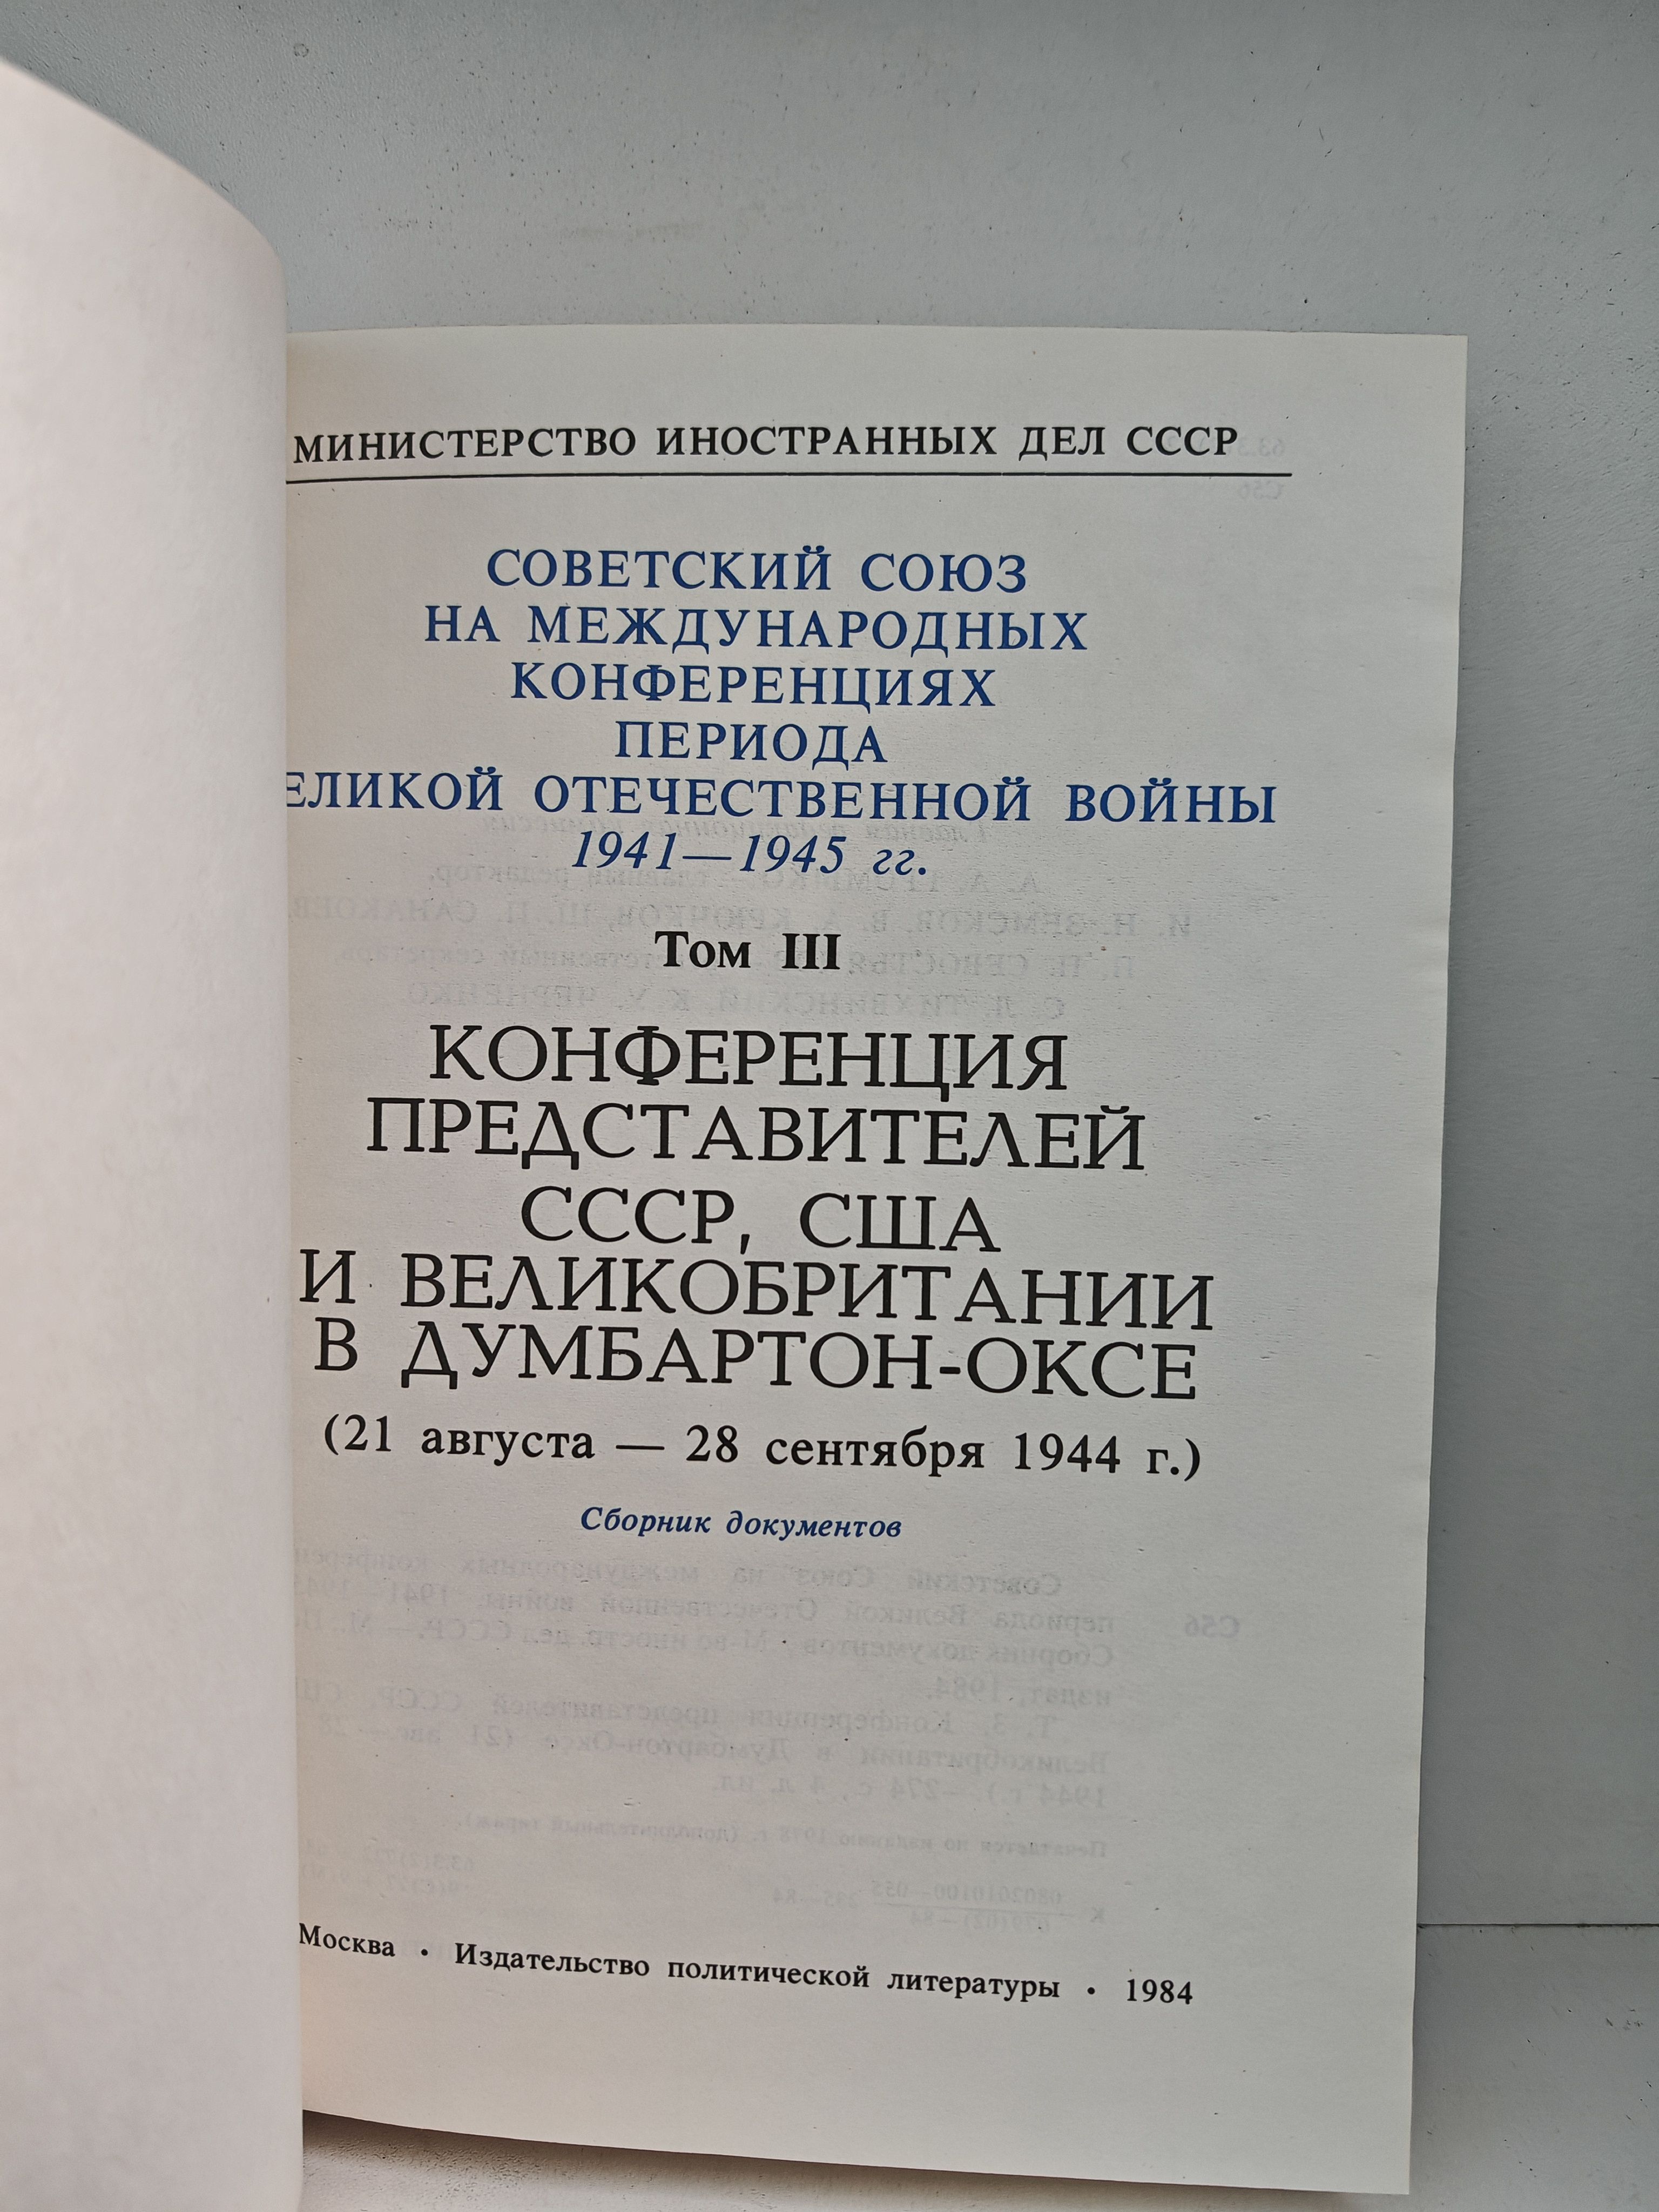 МИНИСТЕРСТВО ИНОСТРАННЫХ ДЕЛ СССР
СОВЕТСКИЙ СОЮЗ
НА МЕЖДУНАРОДНЫХ
КОНФЕРЕНЦИЯХ
ПЕРИОДА
ЕЛИКОЙ ОТЕЧЕСТВЕННОЙ ВОЙНЫ
1941—1945 гг.
Том III
КОНФЕРЕНЦИЯ
ПРЕДСТАВИТЕЛЕЙ
СССР, США
И ВЕЛИКОБРИТАНИИ
В ДУМБАРТОН-ОКСЕ
(21 августа — 28 сентября 1944 г.)
Сборник документов
Москва • Издательство политической литературы • 1984